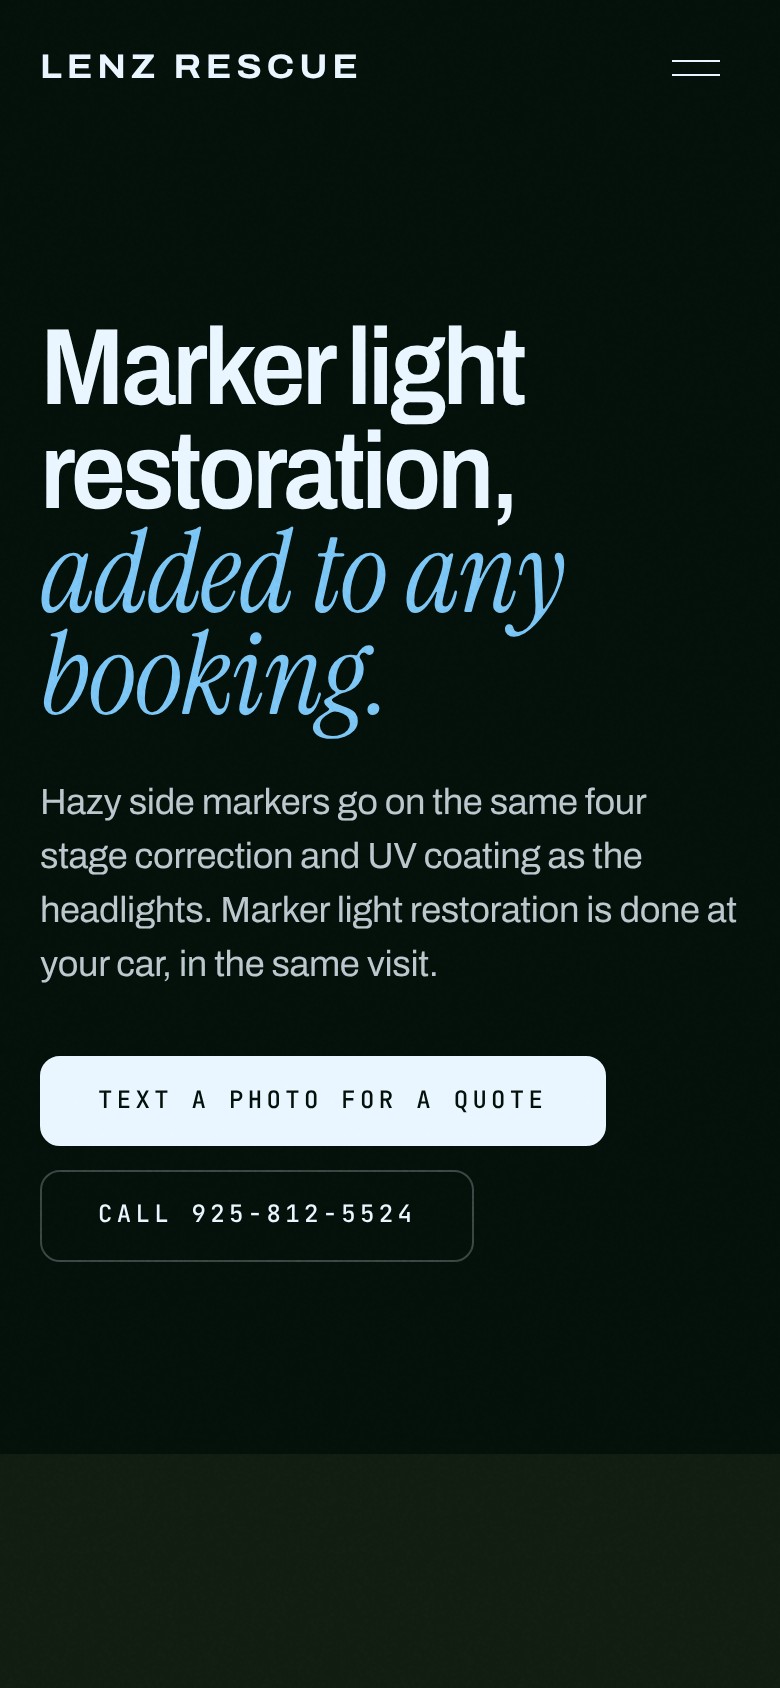 LENZ RESCUE
Marker light
restoration,
added to any
booking.
Hazy side markers go on the same four
stage correction and UV coating as the
headlights. Marker light restoration is done at
your car, in the same visit.
TEXT A PHOTO FOR A QUOTE
CALL 925-812-5524